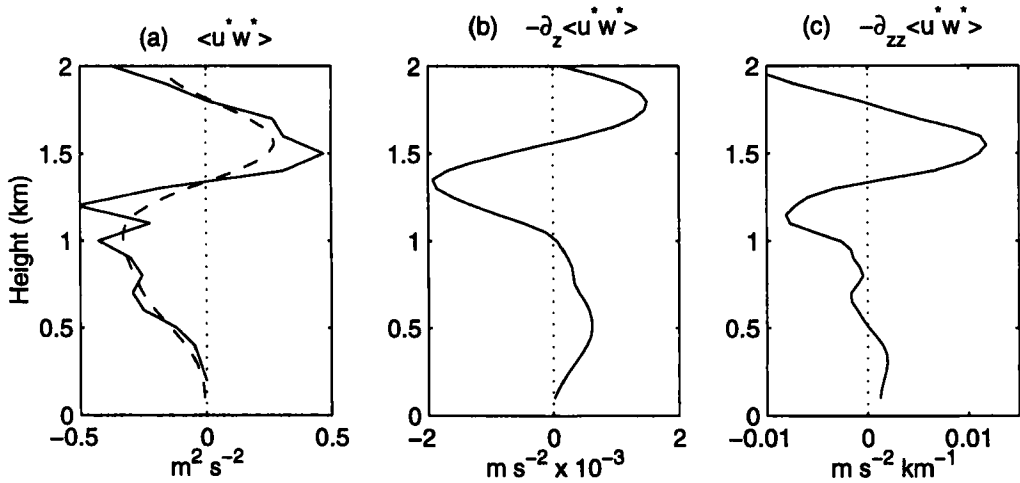 (a) <u*w*>
(b) -∂z<u*w*>
(c) -∂zz<u*w*>
Height (km)
2
1.5
1
0.5
0
-0.5 0 0.5
m² s⁻²
2
1.5
1
0.5
0
-2 0 2
m s⁻² x 10⁻³
2
1.5
1
0.5
0
-0.01 0 0.01
m s⁻² km⁻¹